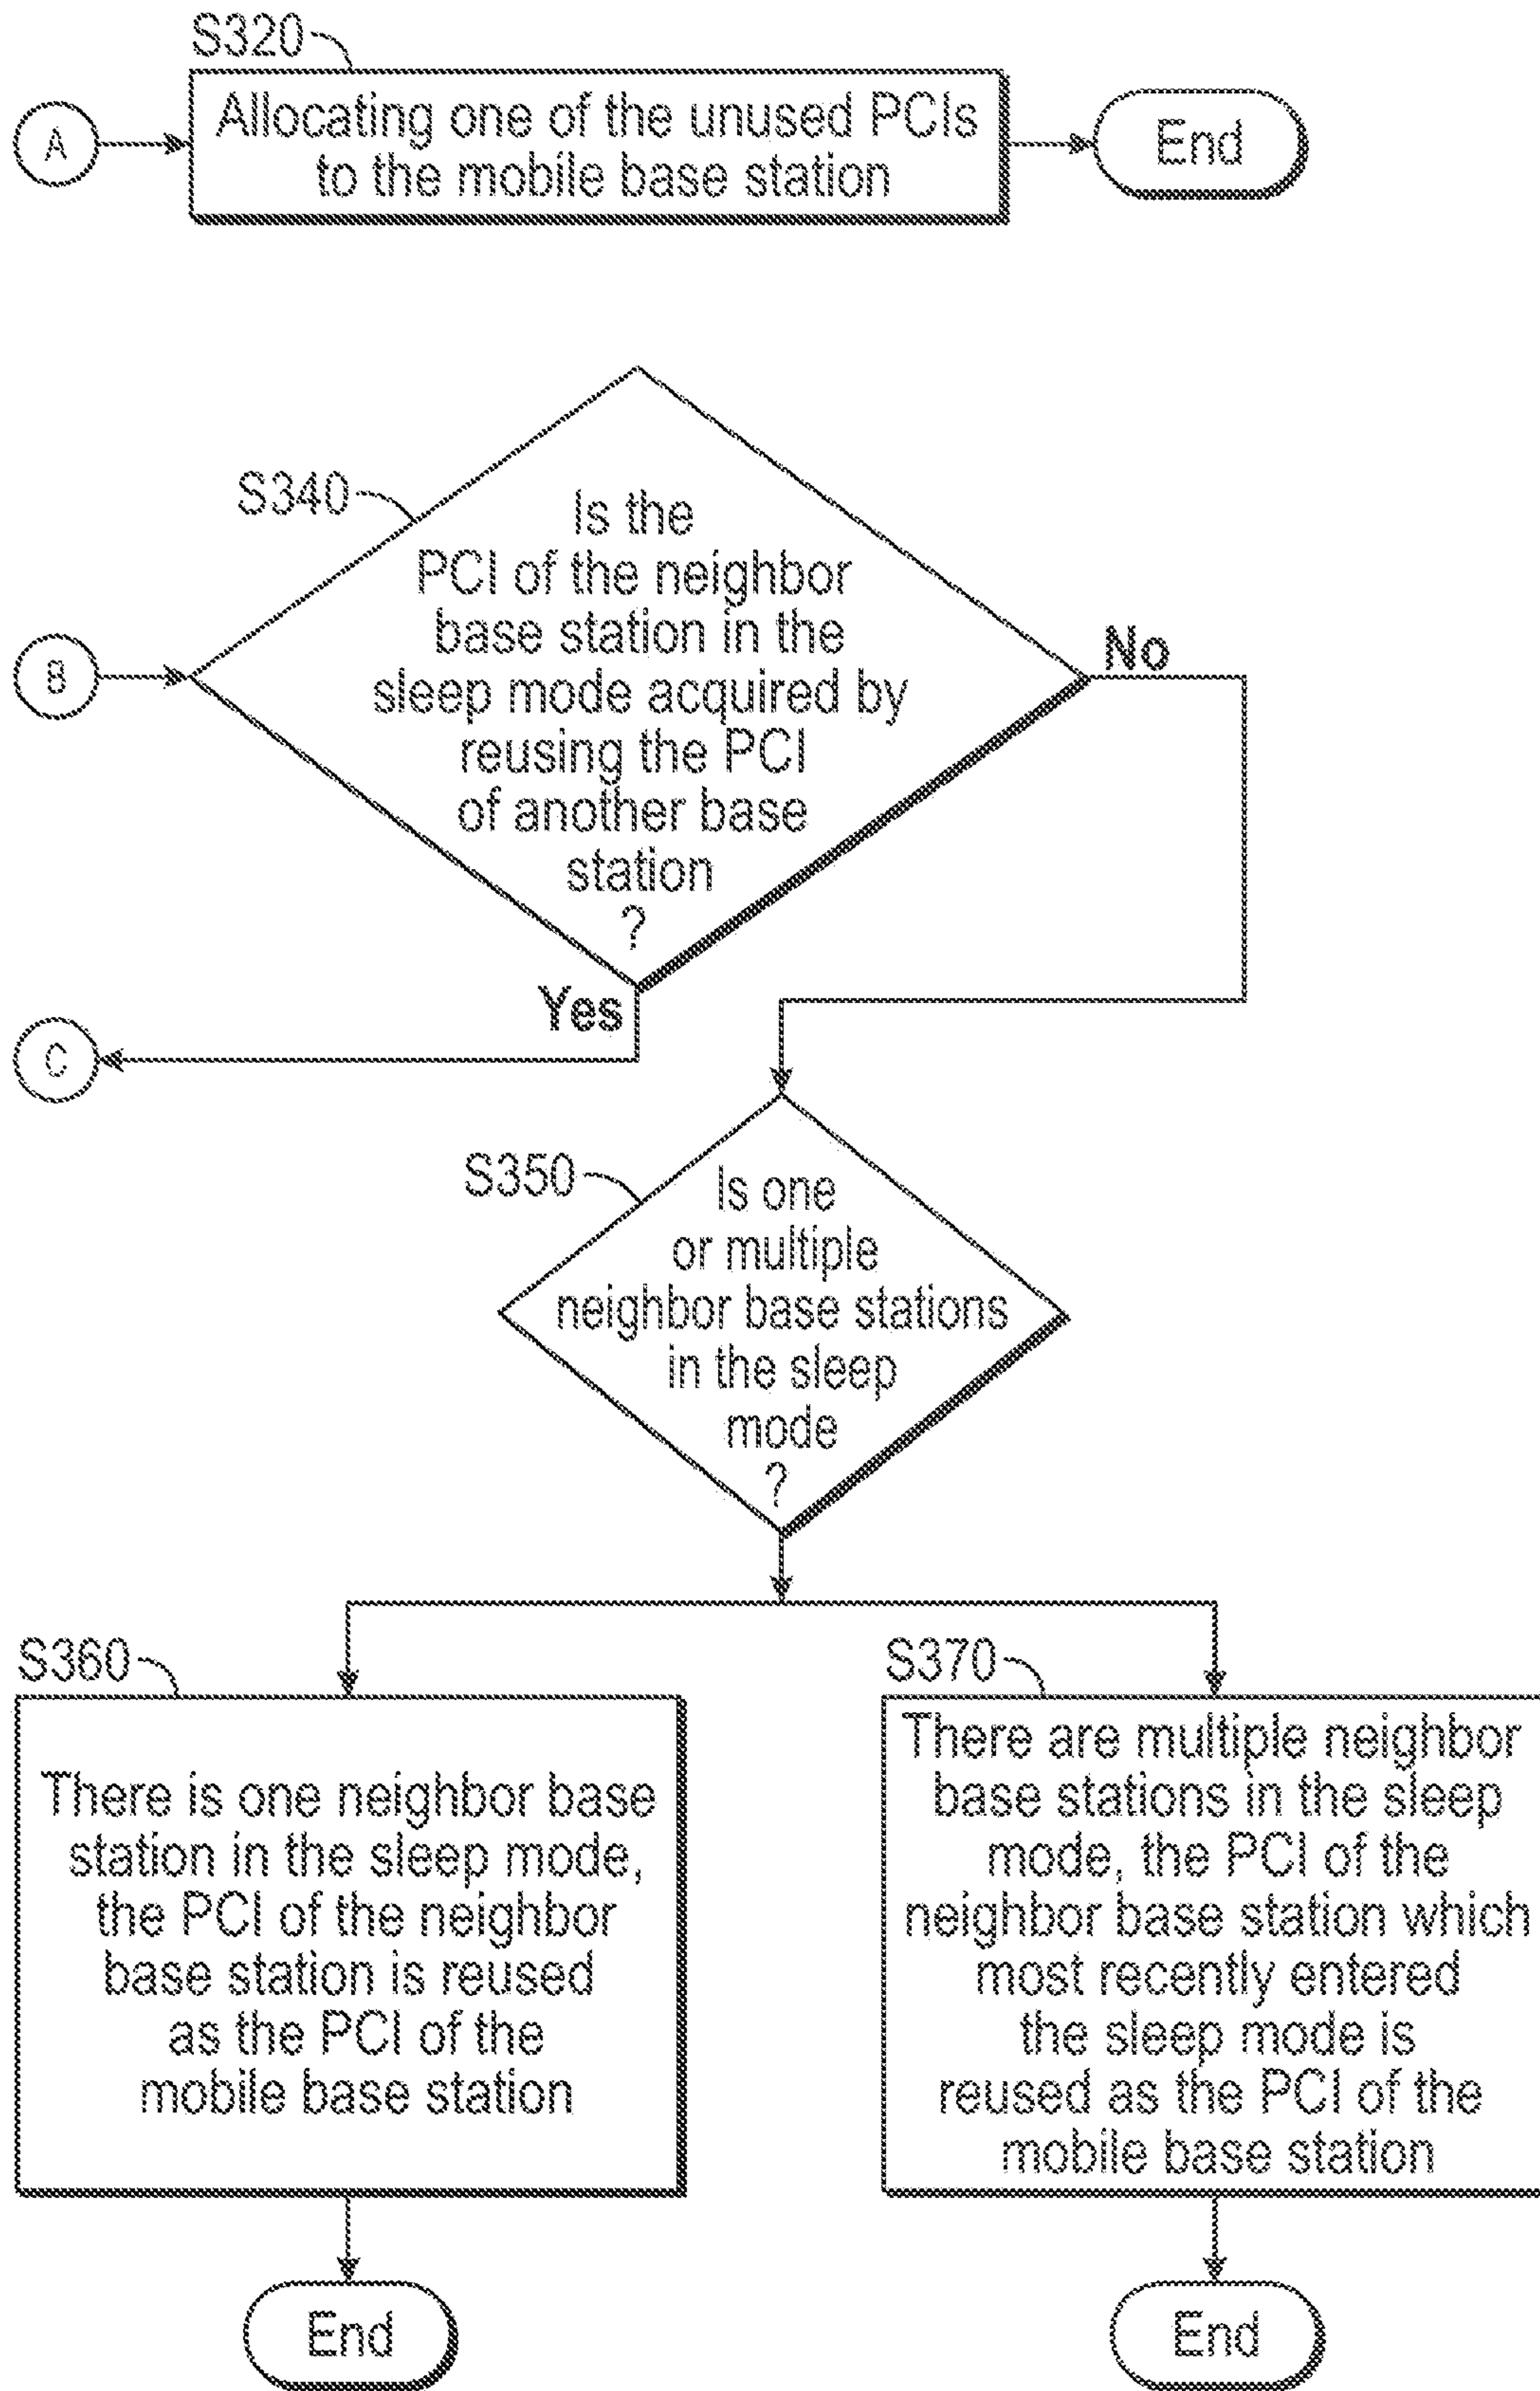 S320
A
Allocating one of the unused PCIs
to the mobile base station
End
S340
Is the
PCI of the neighbor
base station in the
sleep mode acquired by
reusing the PCI
of another base
station
?
B
No
Yes
C
S350
Is one
or multiple
neighbor base stations
in the sleep
mode
?
S360
There is one neighbor base
station in the sleep mode,
the PCI of the neighbor
base station is reused
as the PCI of the
mobile base station
End
S370
There are multiple neighbor
base stations in the sleep
mode, the PCI of the
neighbor base station which
most recently entered
the sleep mode is
reused as the PCI of the
mobile base station
End